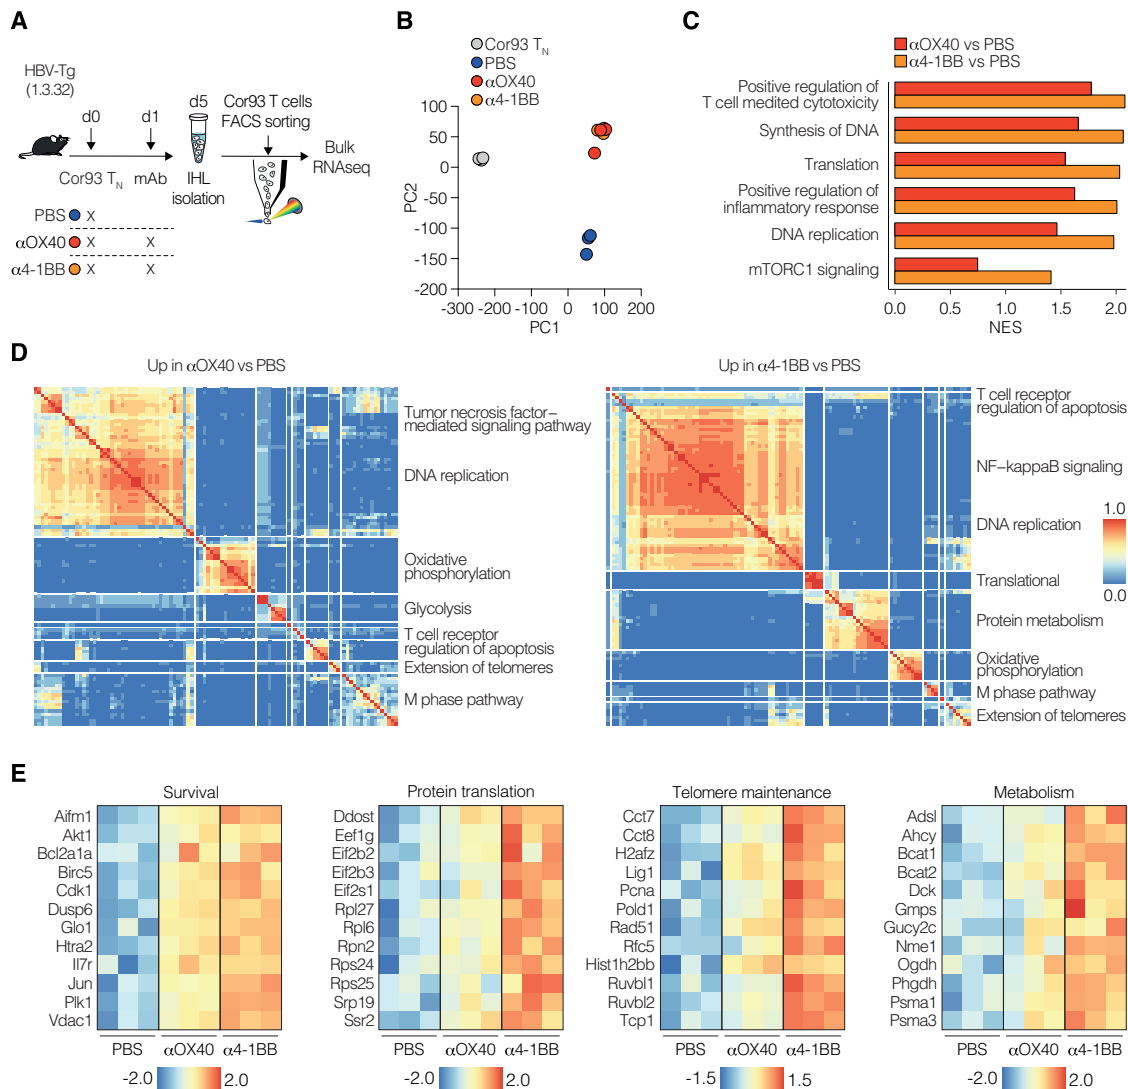 A
HBV-Tg
(1.3.32)
d0
d1
d5
Cor93 T cells
FACS sorting
Bulk
RNAseq
Cor93 TN
mAb
IHL
isolation
PBS X
αOX40 X X
α4-1BB X X
B
Cor93 TN
PBS
αOX40
α4-1BB
100
50
0
-50
-100
-150
-200
PC2
-300 -200 -100 0 100 200
PC1
C
αOX40 vs PBS
α4-1BB vs PBS
Positive regulation of
T cell medited cytotoxicity
Synthesis of DNA
Translation
Positive regulation of
inflammatory response
DNA replication
mTORC1 signaling
0.0 0.5 1.0 1.5 2.0
NES
D
Up in αOX40 vs PBS
Tumor necrosis factor−
mediated signaling pathway
DNA replication
Oxidative
phosphorylation
Glycolysis
T cell receptor
regulation of apoptosis
Extension of telomeres
M phase pathway
Up in α4-1BB vs PBS
T cell receptor
regulation of apoptosis
NF−kappaB signaling
DNA replication
Translational
Protein metabolism
Oxidative
phosphorylation
M phase pathway
Extension of telomeres
1.0
0.0
E
Survival
Aifm1
Akt1
Bcl2a1a
Birc5
Cdk1
Dusp6
Glo1
Htra2
Il7r
Jun
Plk1
Vdac1
PBS αOX40 α4-1BB
-2.0 2.0
Protein translation
Ddost
Eef1g
Eif2b2
Eif2b3
Eif2s1
Rpl27
Rpl6
Rpn2
Rps24
Rps25
Srp19
Ssr2
PBS αOX40 α4-1BB
-2.0 2.0
Telomere maintenance
Cct7
Cct8
H2afz
Lig1
Pcna
Pold1
Rad51
Rfc5
Hist1h2bb
Ruvbl1
Ruvbl2
Tcp1
PBS αOX40 α4-1BB
-1.5 1.5
Metabolism
Adsl
Ahcy
Bcat1
Bcat2
Dck
Gmps
Gucy2c
Nme1
Ogdh
Phgdh
Psma1
Psma3
PBS αOX40 α4-1BB
-2.0 2.0